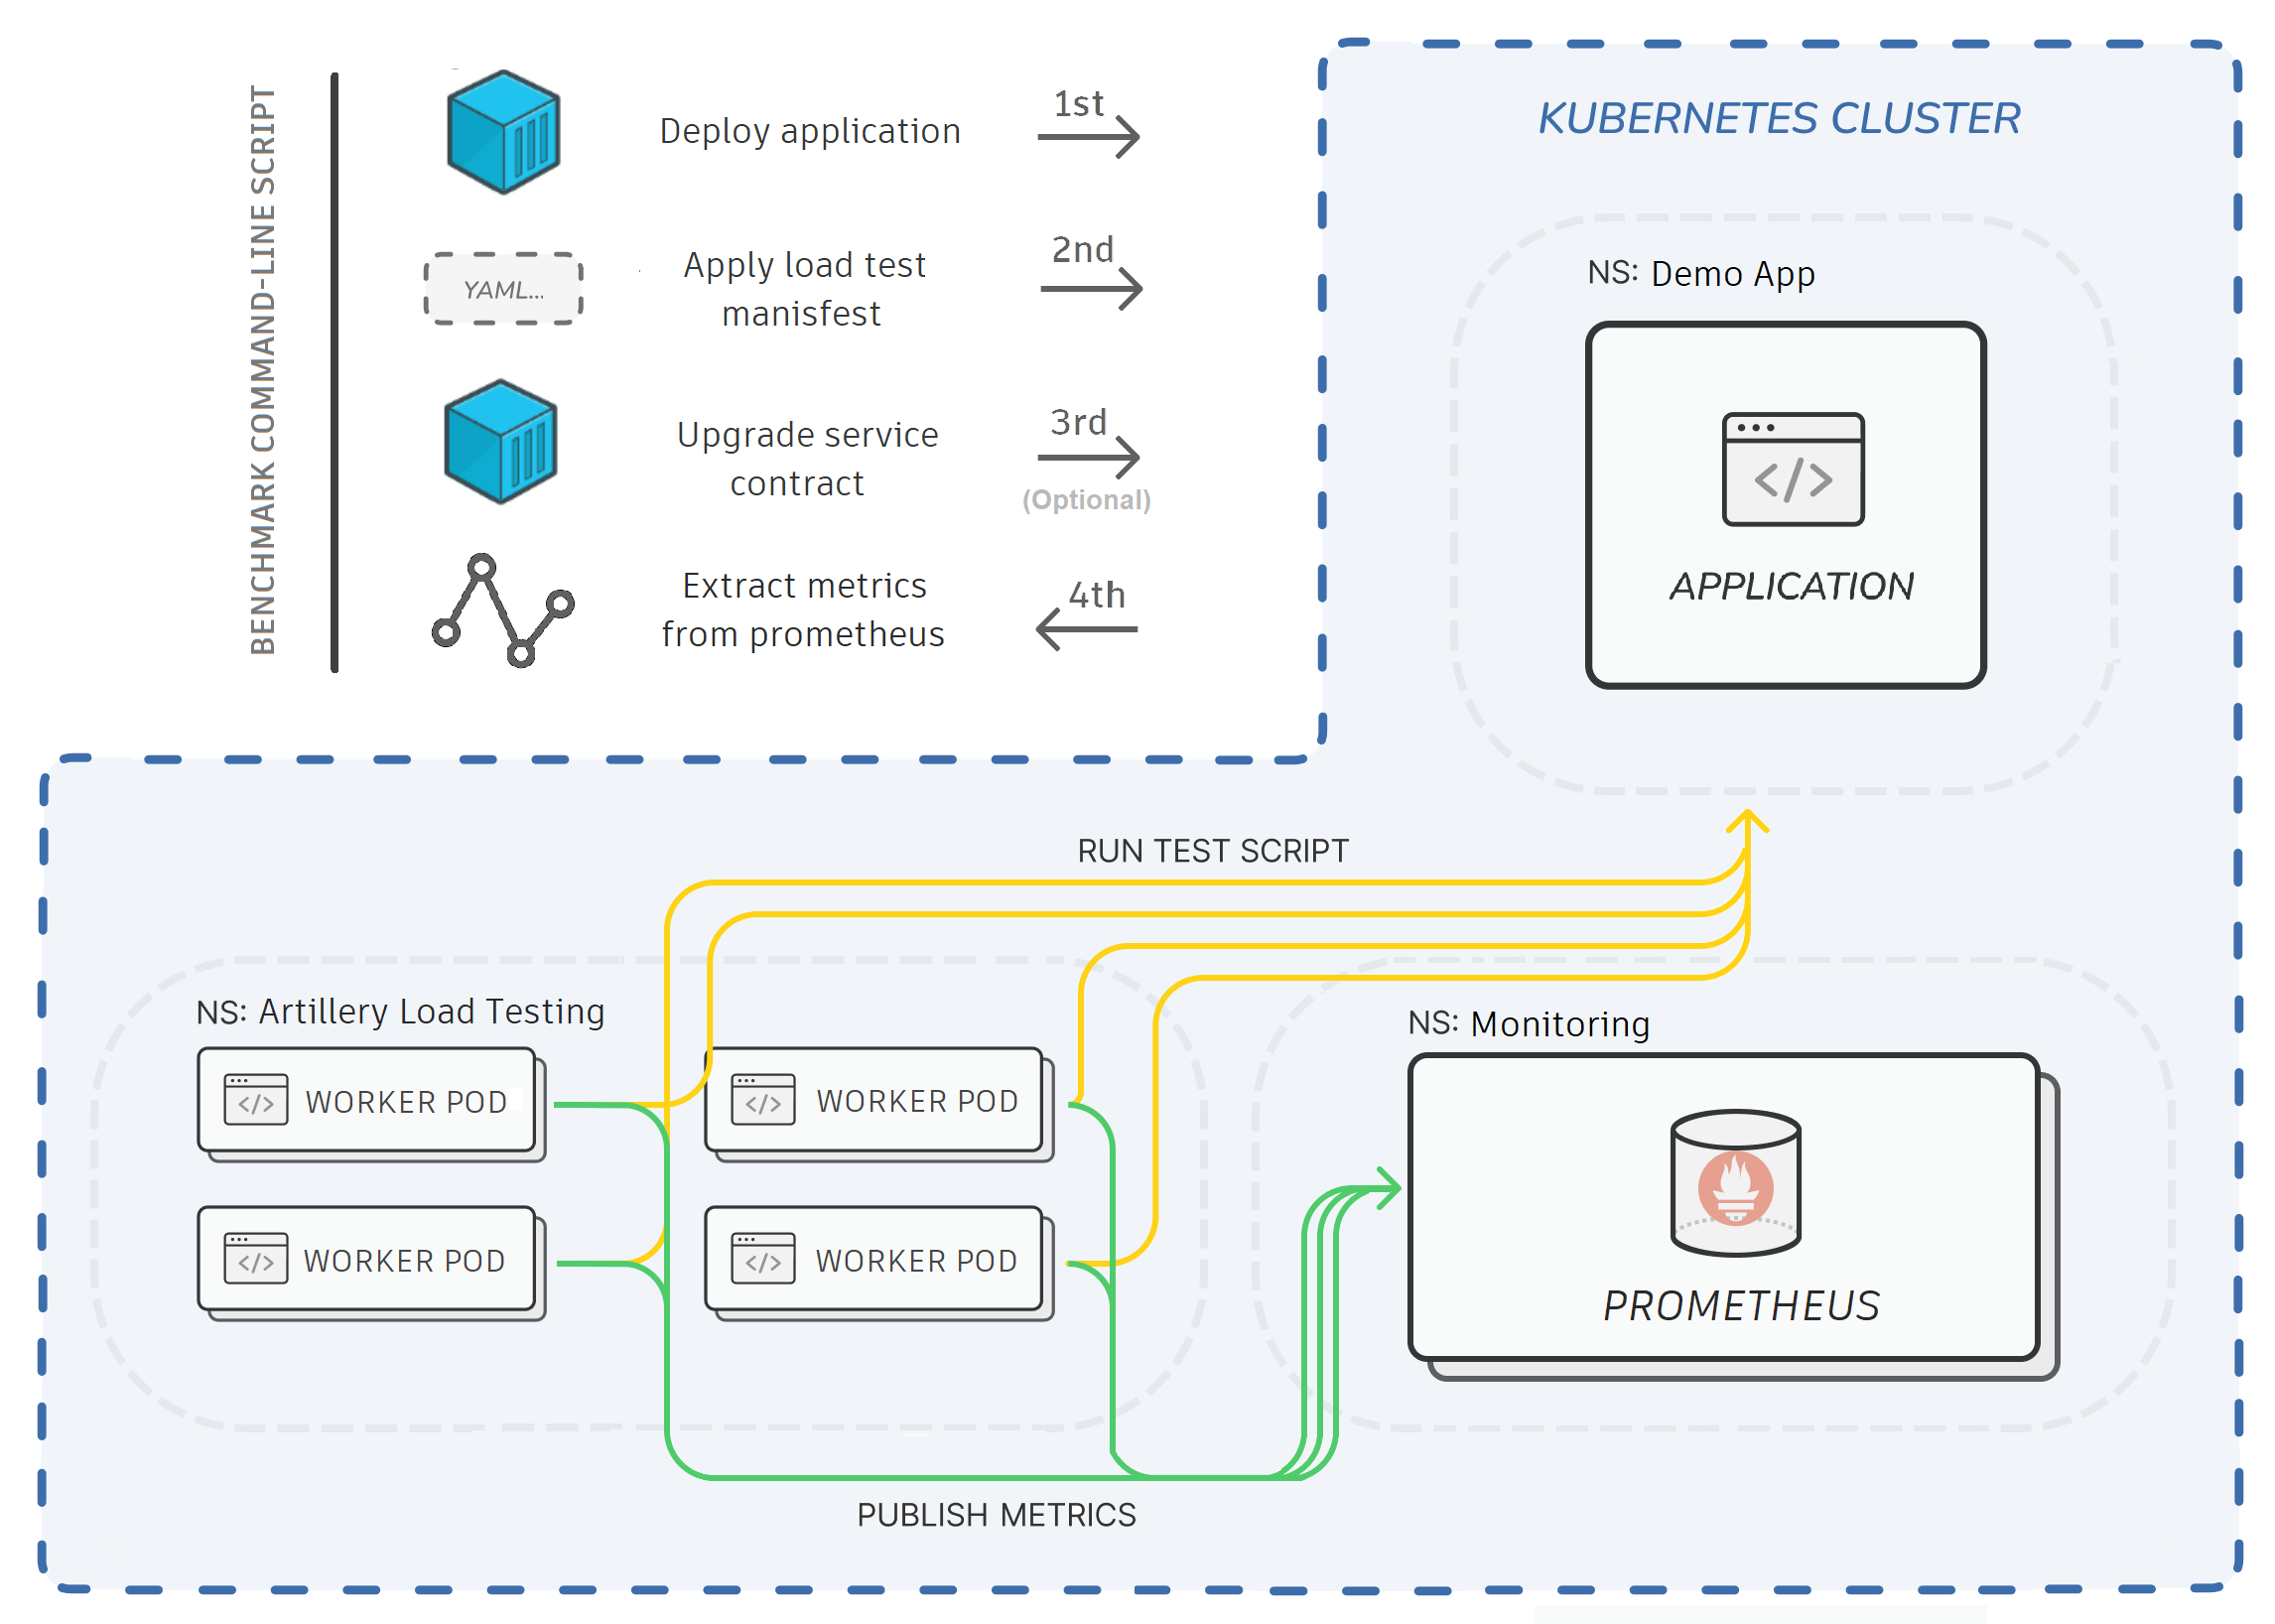 BENCHMARK COMMAND-LINE SCRIPT
Deploy application
1st
YAML...
Apply load test
manisfest
2nd
Upgrade service
contract
3rd
(Optional)
Extract metrics
from prometheus
4th
KUBERNETES CLUSTER
NS: Demo App
</>
APPLICATION
RUN TEST SCRIPT
NS: Artillery Load Testing
</> WORKER POD
</> WORKER POD
</> WORKER POD
</> WORKER POD
NS: Monitoring
PROMETHEUS
PUBLISH METRICS